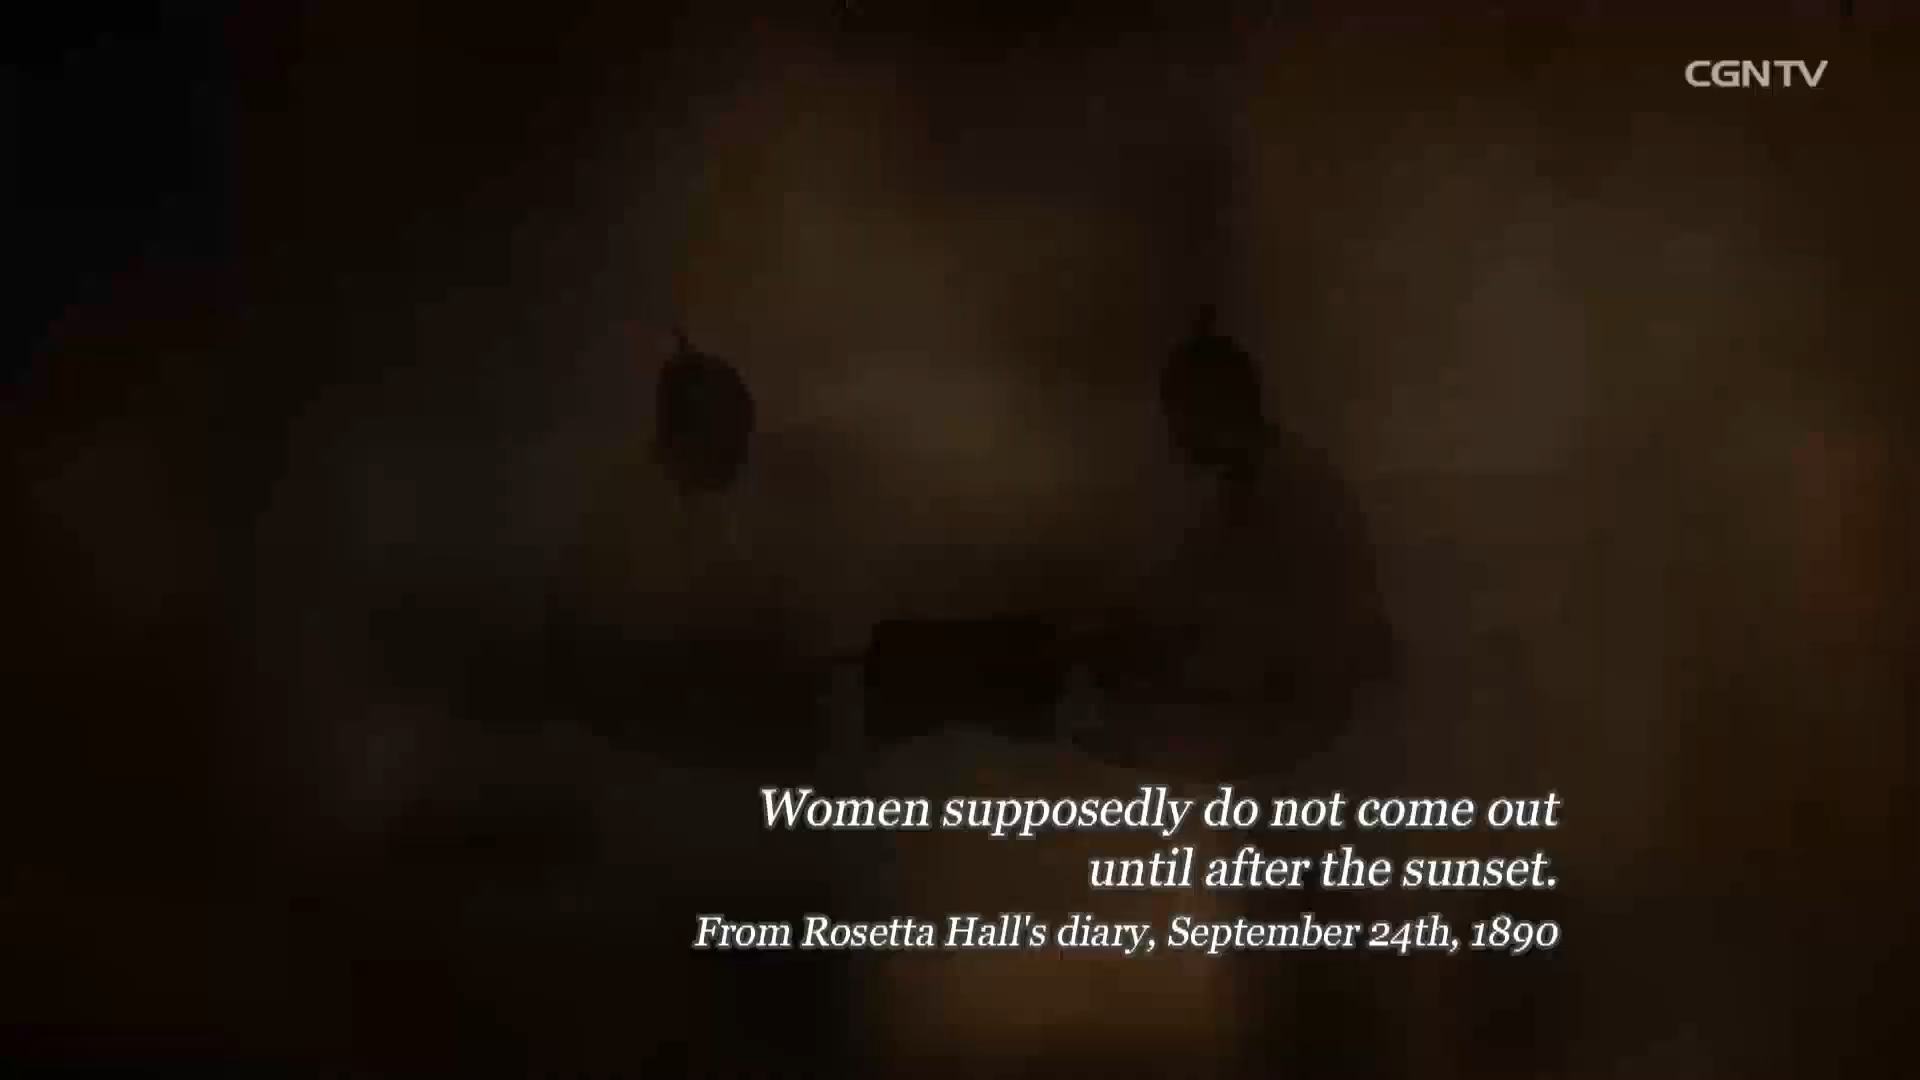 CGNTV
Women supposedly do not come out
until after the sunset.
From Rosetta Hall's diary, September 24th, 1890